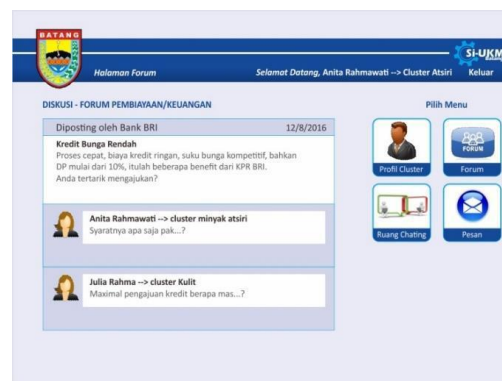 BATANG
Si-UKM
Halaman Forum
Selamat Datang, Anita Rahmawati --> Cluster Atsiri
Keluar
DISKUSI - FORUM PEMBIAYAAN/KEUANGAN
Diposting oleh Bank BRI
12/8/2016
Kredit Bunga Rendah
Proses cepat, biaya kredit ringan, suku bunga kompetitif, bahkan
DP mulai dari 10%, itulah beberapa benefit dari KPR BRI.
Anda tertarik mengajukan?
Anita Rahmawati --> cluster minyak atsiri
Syaratnya apa saja pak...?
Julia Rahma --> cluster Kulit
Maximal pengajuan kredit berapa mas...?
Pilih Menu
Profil Cluster
FORUM
Forum
Ruang Chating
Pesan